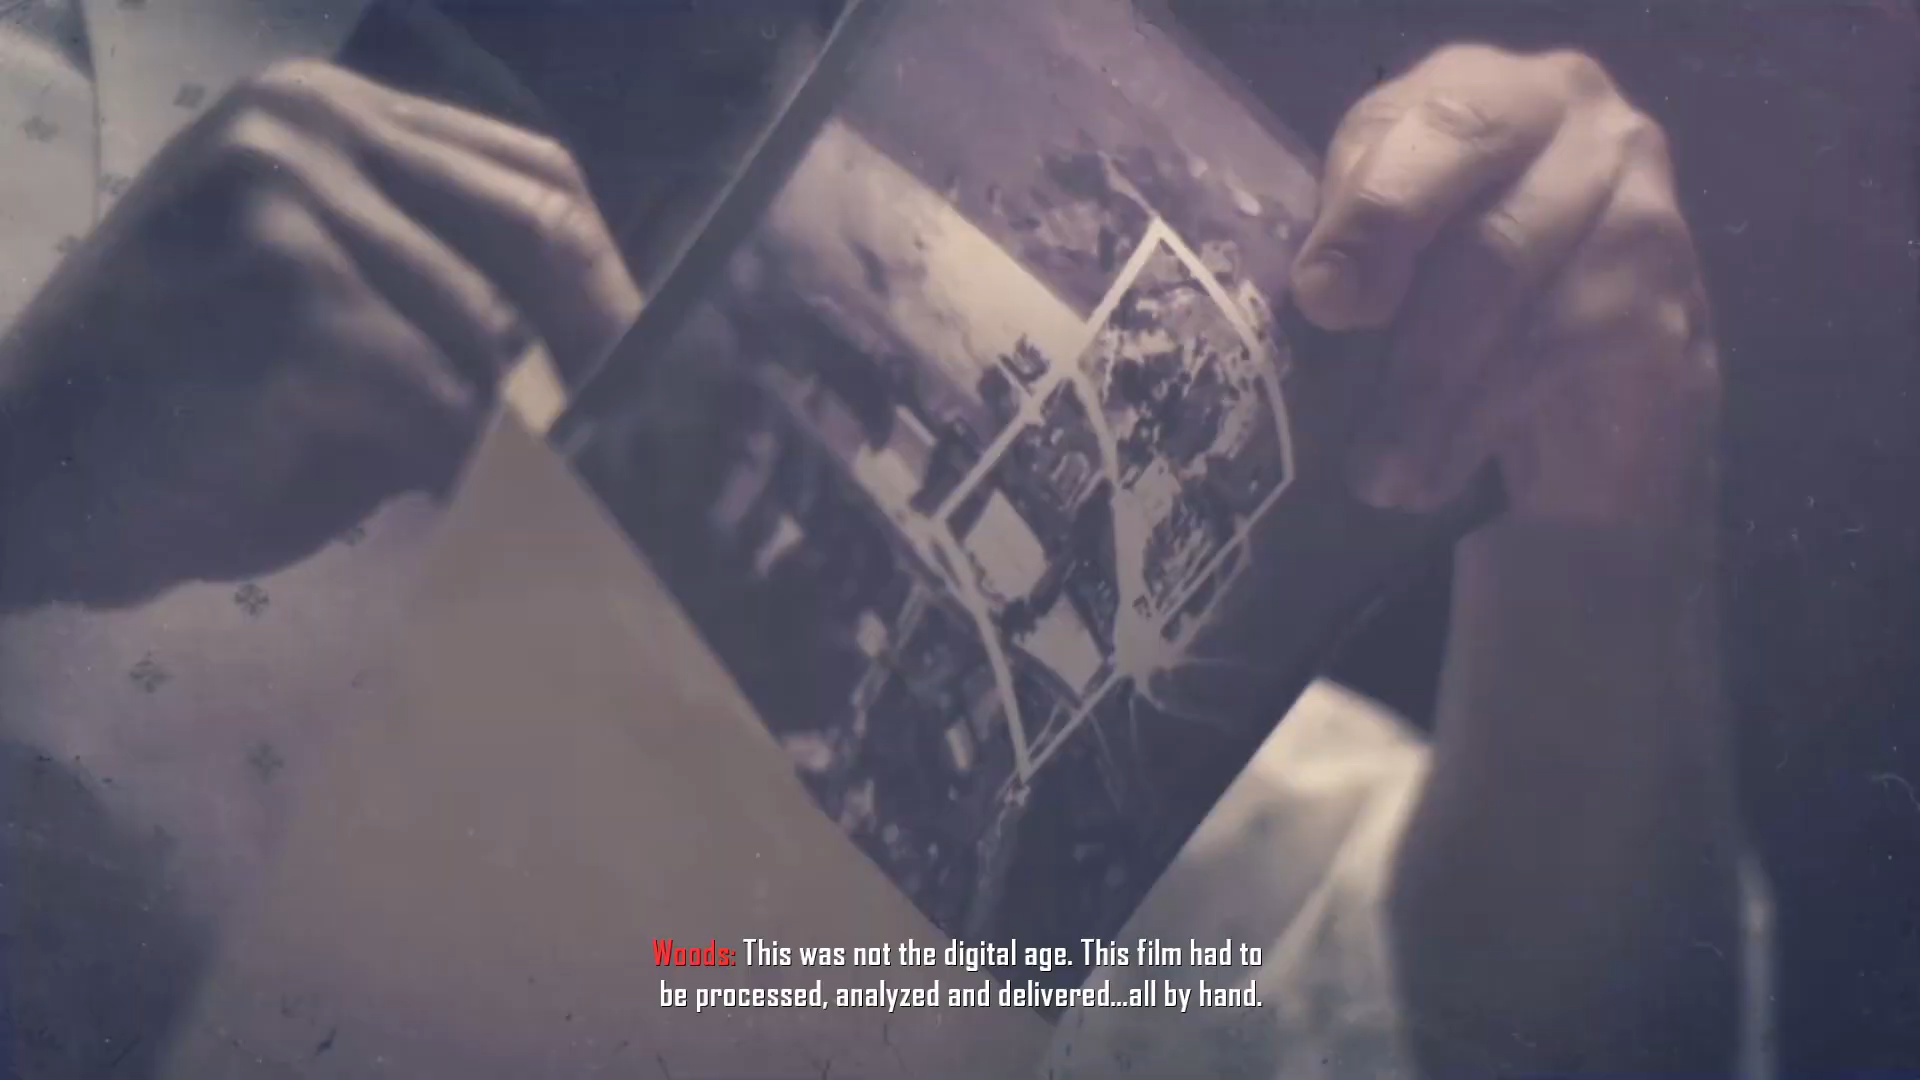 Woods: This was not the digital age. This film had to
be processed, analyzed and delivered...all by hand.